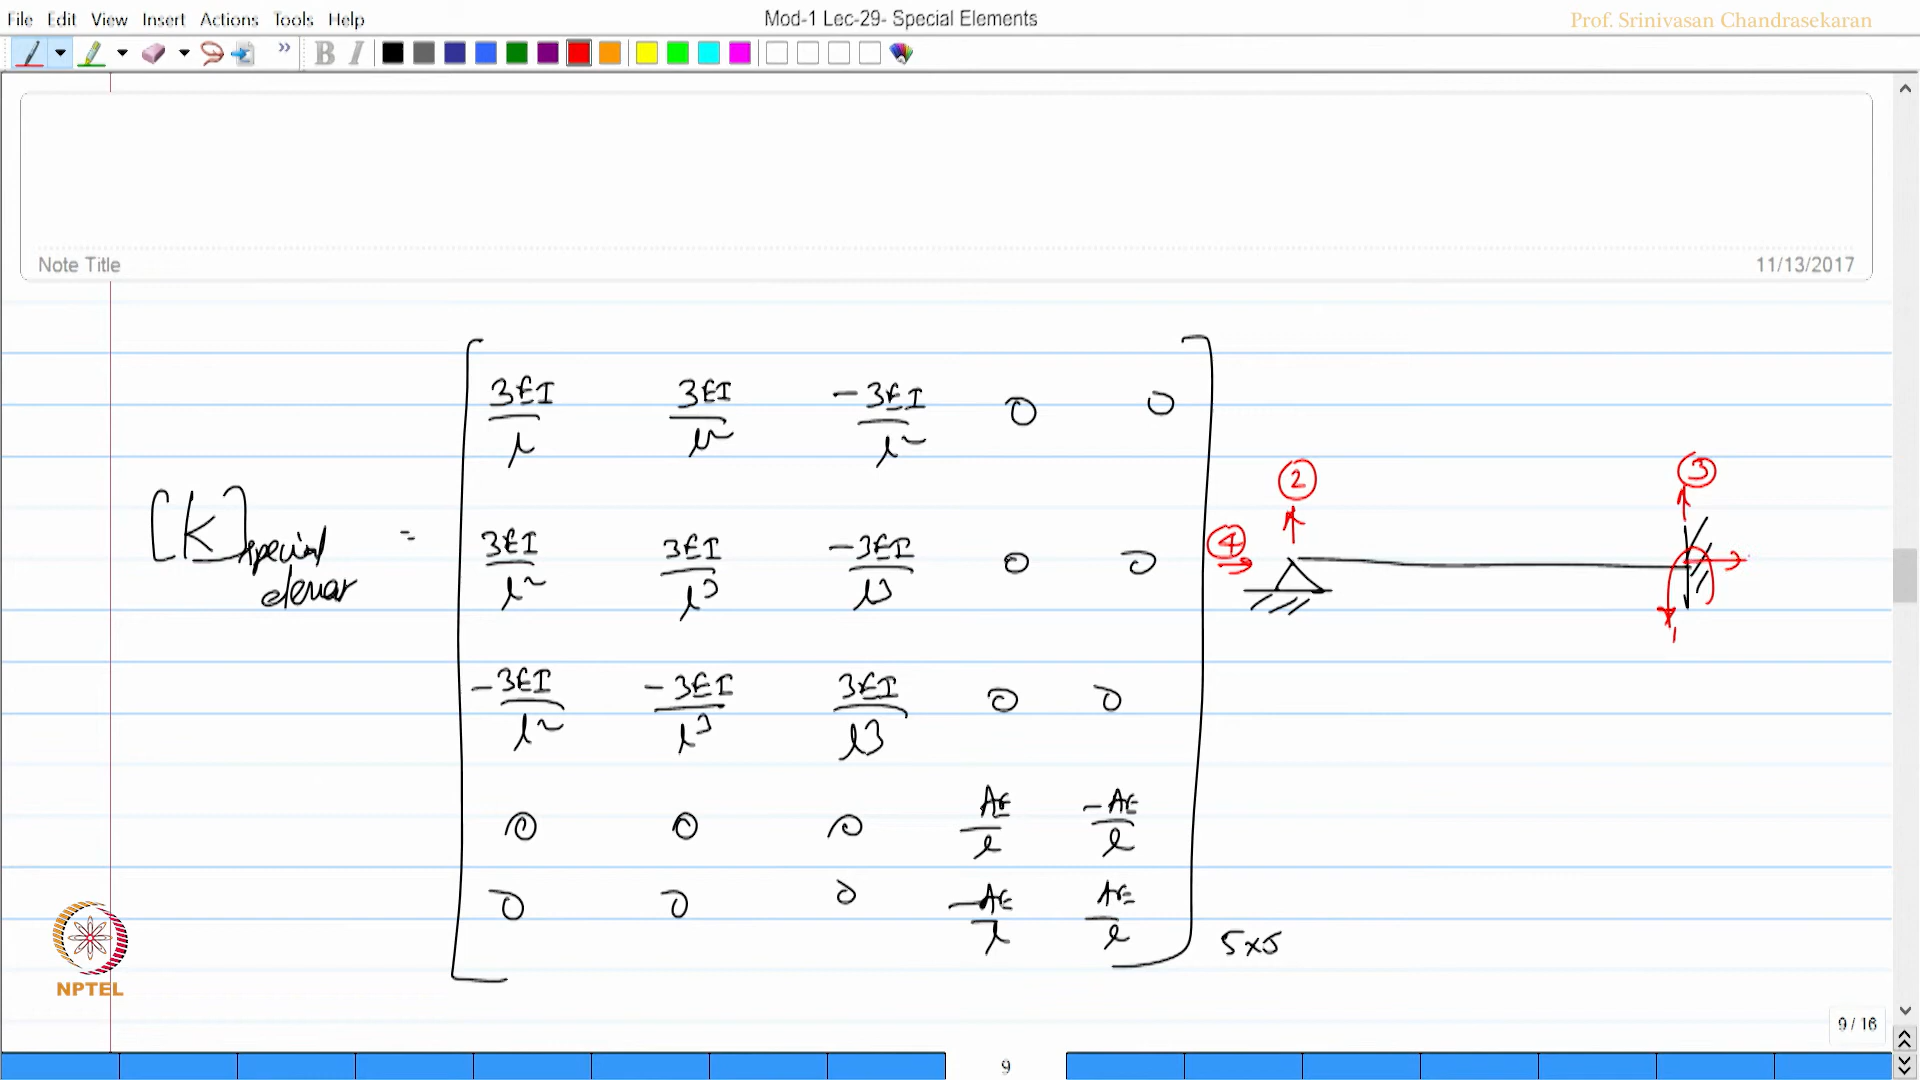 File Edit View Insert Actions Tools Help
Mod-1 Lec-29- Special Elements
Prof. Srinivasan Chandrasekaran
B I
Note Title
11/13/2017
[K] special =
3EI/l 3EI/l² -3EI/l² 0 0
3EI/l² 3EI/l³ -3EI/l³ 0 0
-3EI/l² -3EI/l³ 3EI/l³ 0 0
0 0 0 AE/l -AE/l
0 0 0 -AE/l AE/l
5x5
2
3
4
1
NPTEL
9 / 16
9